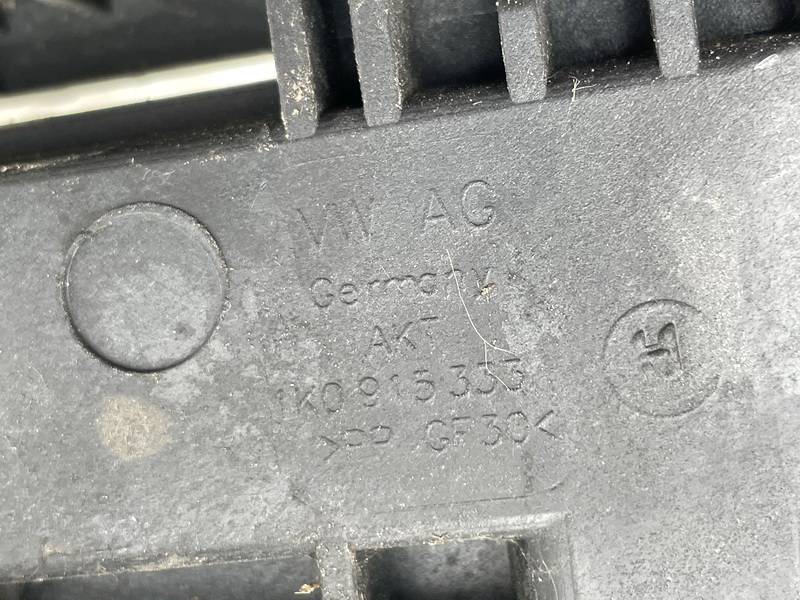 VW AG
Germany
AKT
1K0 915 333
>PP GF30<